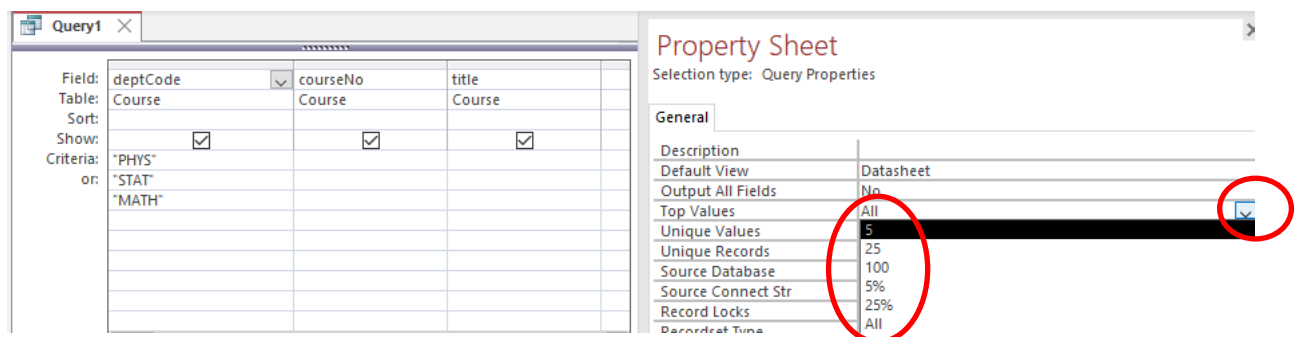 Query1
Field: deptCode courseNo title
Table: Course Course Course
Sort:
Show:
Criteria: "PHYS"
or: "STAT"
"MATH"
Property Sheet
Selection type: Query Properties
General
Description
Default View Datasheet
Output All Fields No
Top Values All
Unique Values 5
Unique Records 25
Source Database 100
Source Connect Str 5%
Record Locks 25%
Recordset Type All